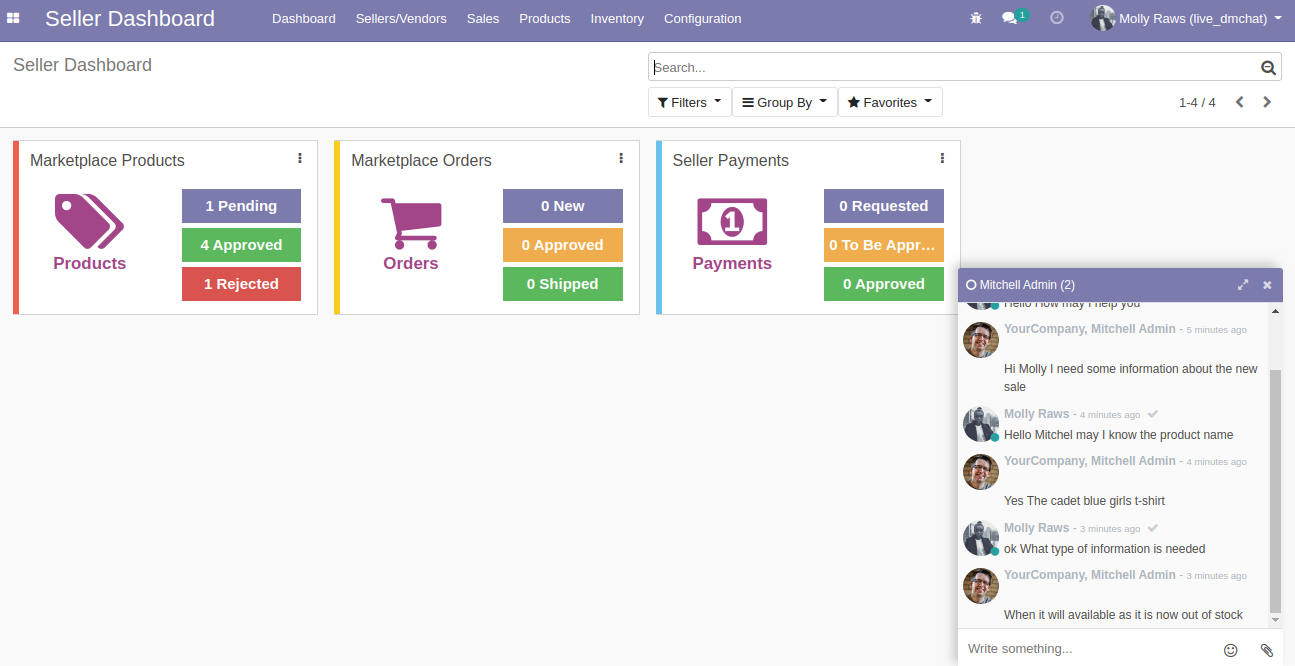 Seller Dashboard
Dashboard Sellers/Vendors Sales Products Inventory Configuration
1
Molly Raws (live_dmchat)
Seller Dashboard
Search...
Filters Group By Favorites
1-4 / 4
Marketplace Products
Products
1 Pending
4 Approved
1 Rejected
Marketplace Orders
Orders
0 New
0 Approved
0 Shipped
Seller Payments
1
Payments
0 Requested
0 To Be Appr...
0 Approved
Mitchell Admin (2)
Hello How may I help you
YourCompany, Mitchell Admin - 5 minutes ago
Hi Molly I need some information about the new
sale
Molly Raws - 4 minutes ago
Hello Mitchel may I know the product name
YourCompany, Mitchell Admin - 4 minutes ago
Yes The cadet blue girls t-shirt
Molly Raws - 3 minutes ago
ok What type of information is needed
YourCompany, Mitchell Admin - 3 minutes ago
When it will available as it is now out of stock
Write something...